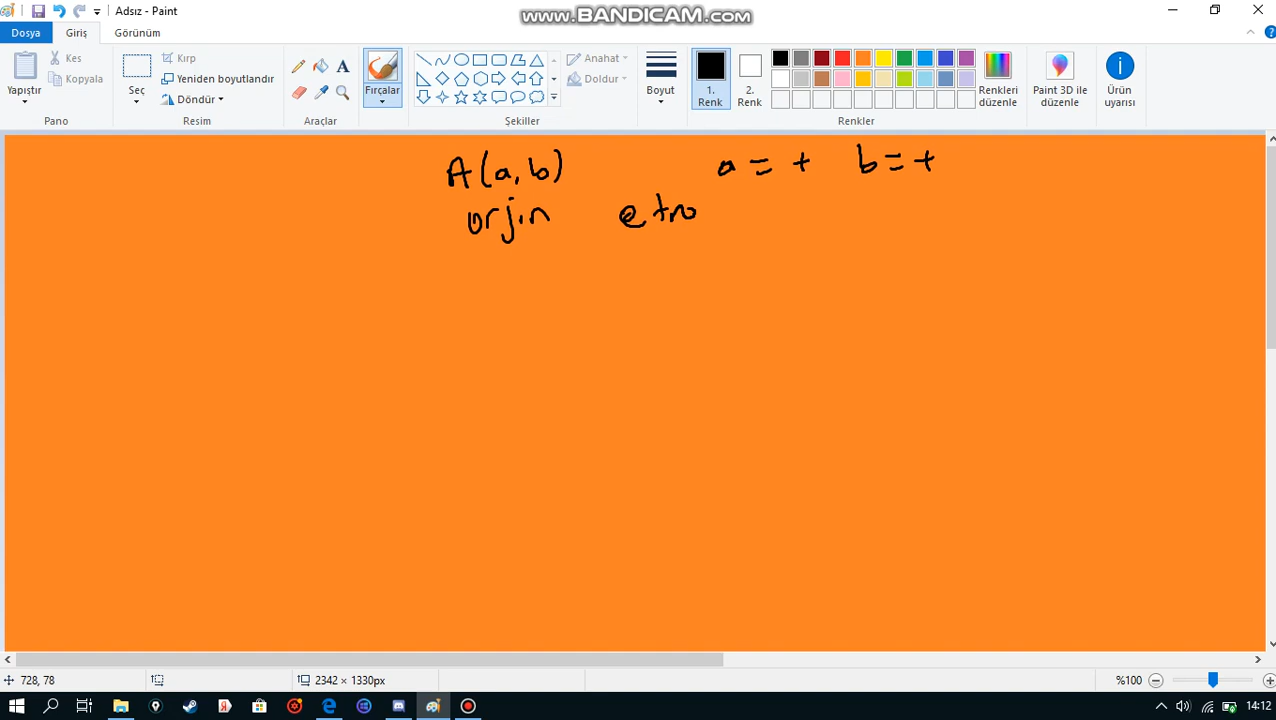 Adsız - Paint
www.BANDICAM.com
Dosya Giriş Görünüm
Yapıştır Kes Kopyala Pano
Seç Kırp Yeniden boyutlandır Döndür Resim
Fırçalar Araçlar
A
Anahat Doldur Şekiller
Boyut
1. Renk 2. Renk Renkleri düzenle Renkler
Paint 3D ile düzenle
Ürün uyarısı
A(a,b) a = + b = +
orjin etno
728, 78 2342 × 1330px %100
14:12